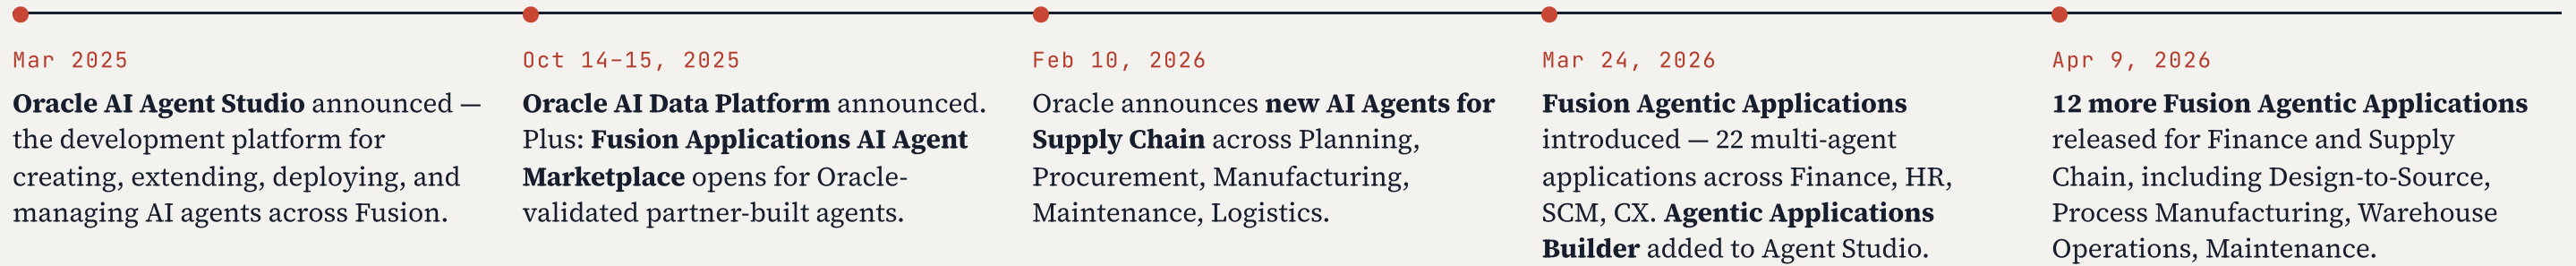 Mar 2025
Oracle AI Agent Studio announced —
the development platform for
creating, extending, deploying, and
managing AI agents across Fusion.
Oct 14–15, 2025
Oracle AI Data Platform announced.
Plus: Fusion Applications AI Agent
Marketplace opens for Oracle-
validated partner-built agents.
Feb 10, 2026
Oracle announces new AI Agents for
Supply Chain across Planning,
Procurement, Manufacturing,
Maintenance, Logistics.
Mar 24, 2026
Fusion Agentic Applications
introduced — 22 multi-agent
applications across Finance, HR,
SCM, CX. Agentic Applications
Builder added to Agent Studio.
Apr 9, 2026
12 more Fusion Agentic Applications
released for Finance and Supply
Chain, including Design-to-Source,
Process Manufacturing, Warehouse
Operations, Maintenance.